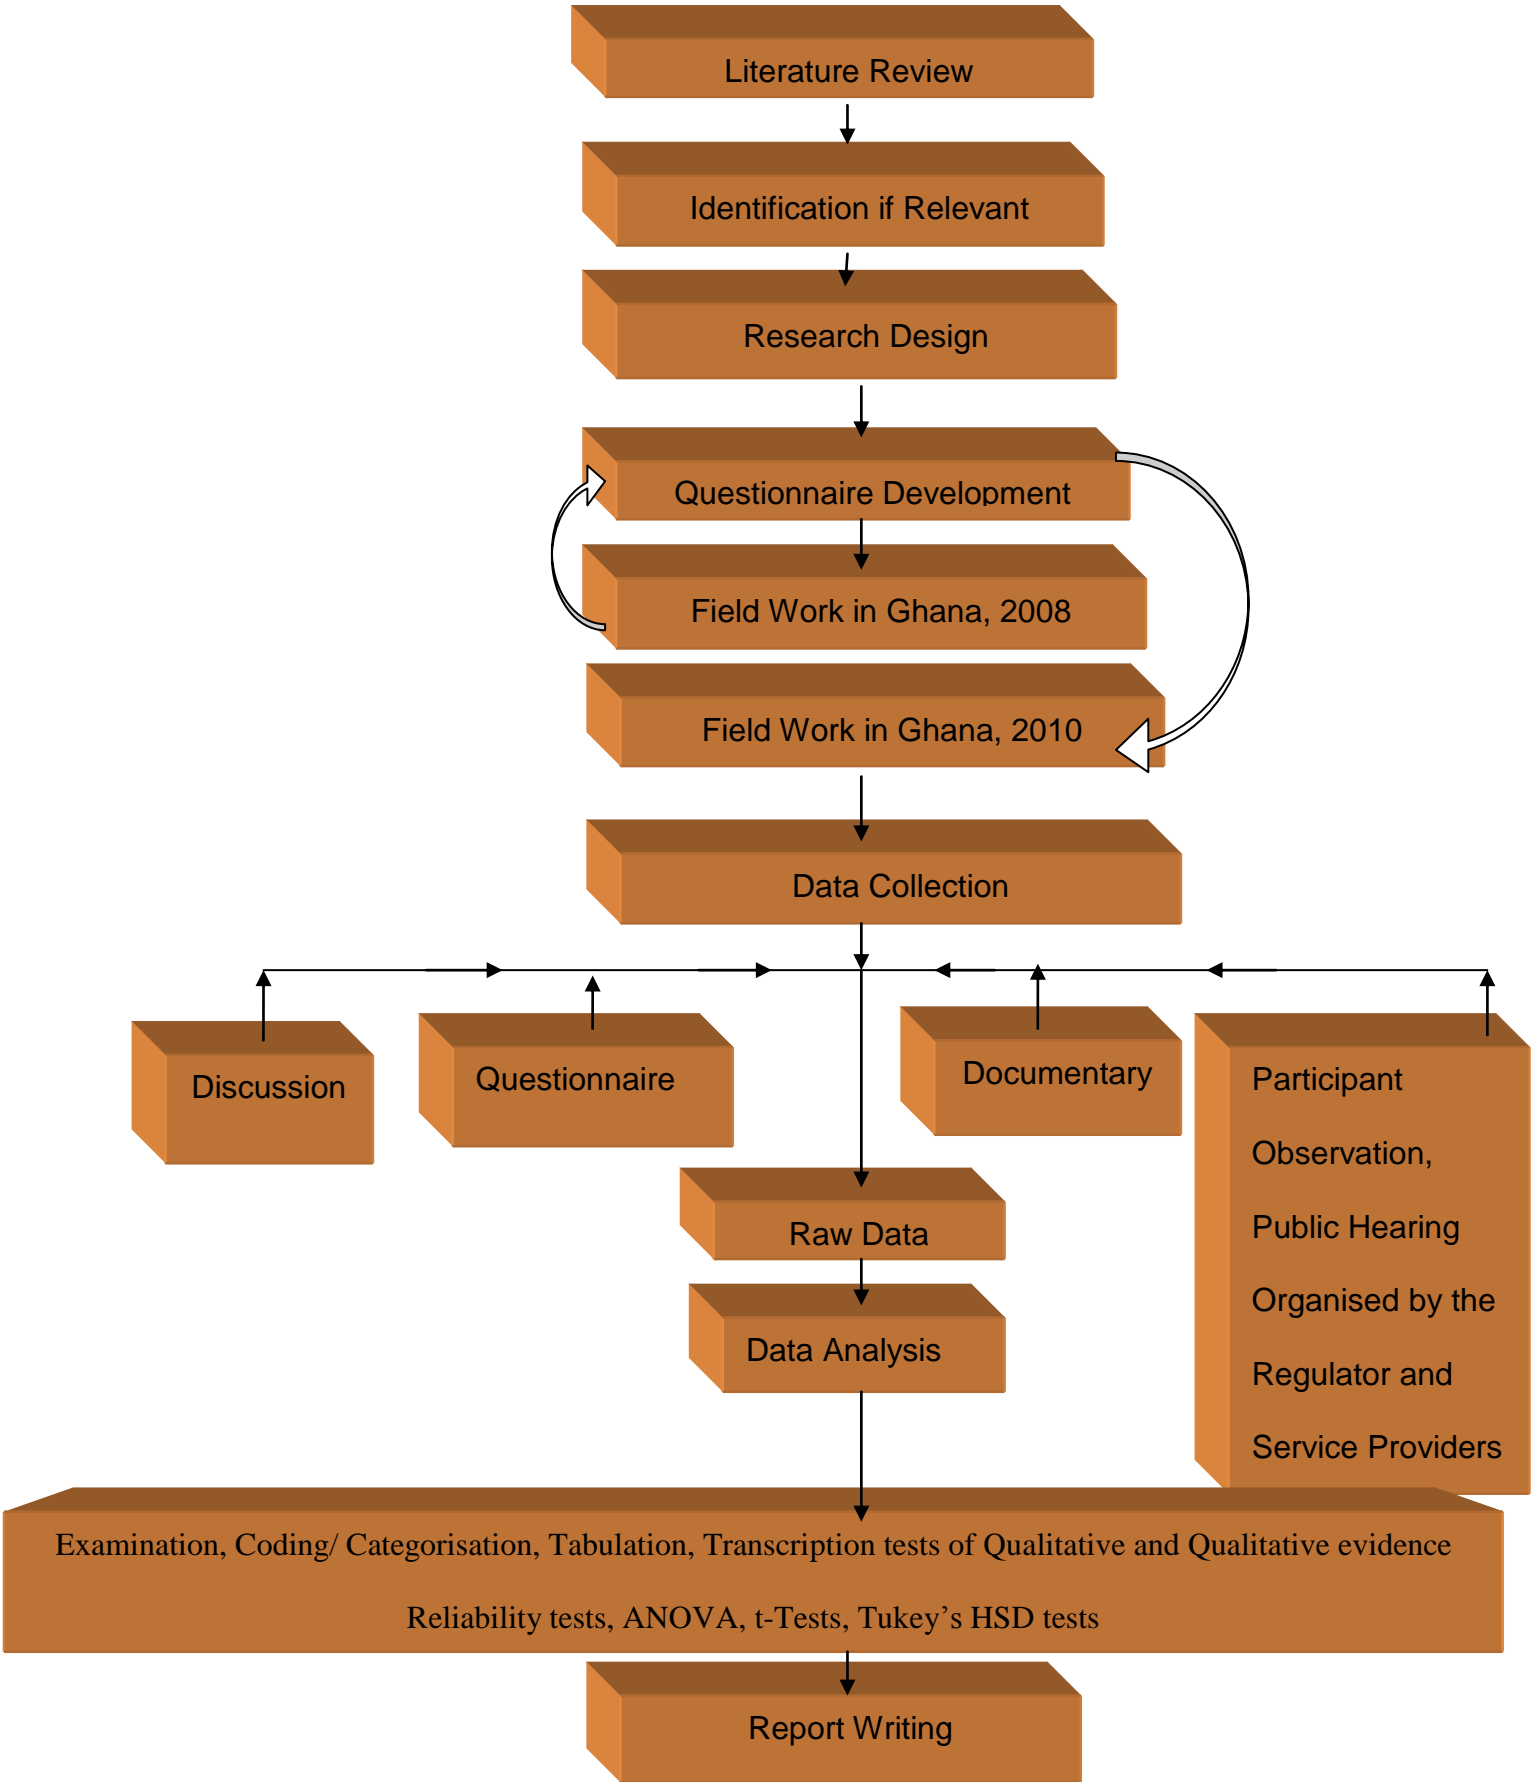 Literature Review
Identification if Relevant
Research Design
Questionnaire Development
Field Work in Ghana, 2008
Field Work in Ghana, 2010
Data Collection
Discussion
Questionnaire
Documentary
Participant
Observation,
Public Hearing
Organised by the
Regulator and
Service Providers
Raw Data
Data Analysis
Examination, Coding/ Categorisation, Tabulation, Transcription tests of Qualitative and Qualitative evidence
Reliability tests, ANOVA, t-Tests, Tukey’s HSD tests
Report Writing